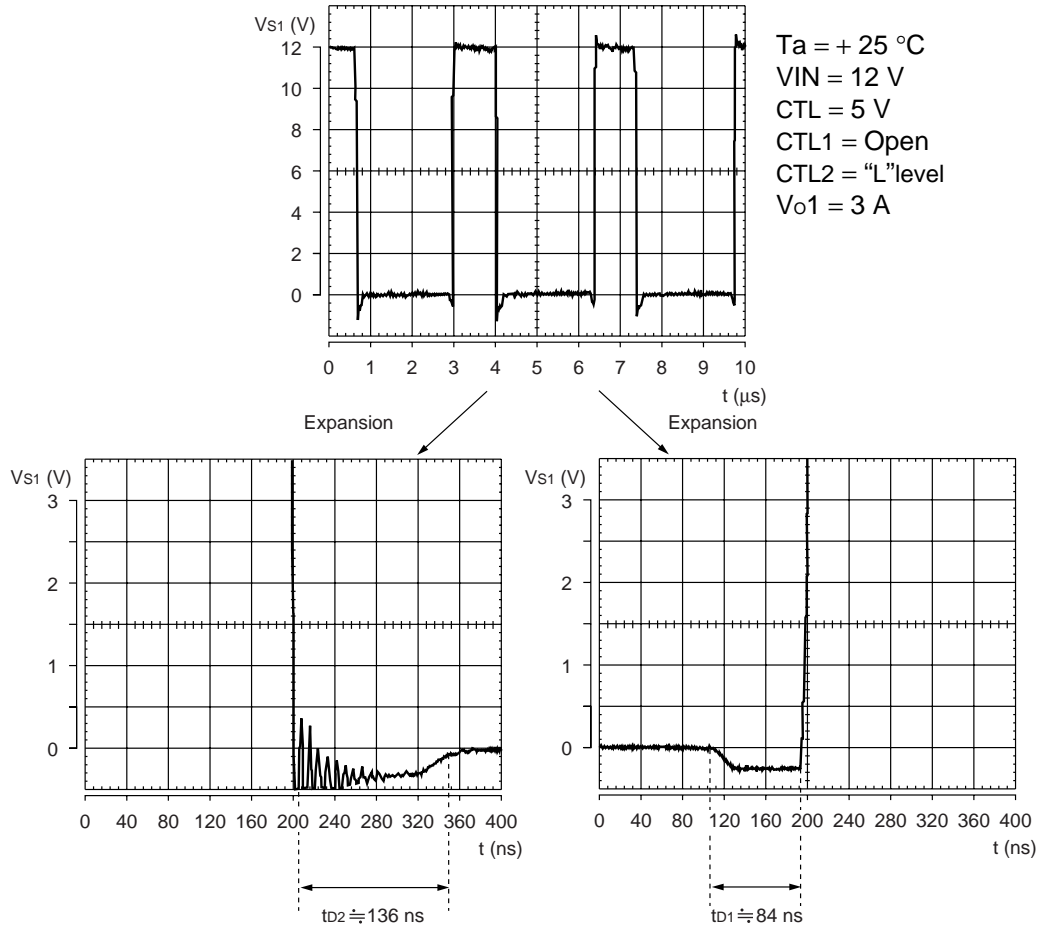 VS1 (V)
12
10
8
6
4
2
0
0 1 2 3 4 5 6 7 8 9 10
t (μs)
Ta = + 25 °C
VIN = 12 V
CTL = 5 V
CTL1 = Open
CTL2 = “L”level
VO1 = 3 A
Expansion
Expansion
VS1 (V)
3
2
1
0
0 40 80 120 160 200 240 280 320 360 400
t (ns)
tD2≒136 ns
VS1 (V)
3
2
1
0
0 40 80 120 160 200 240 280 320 360 400
t (ns)
tD1≒84 ns